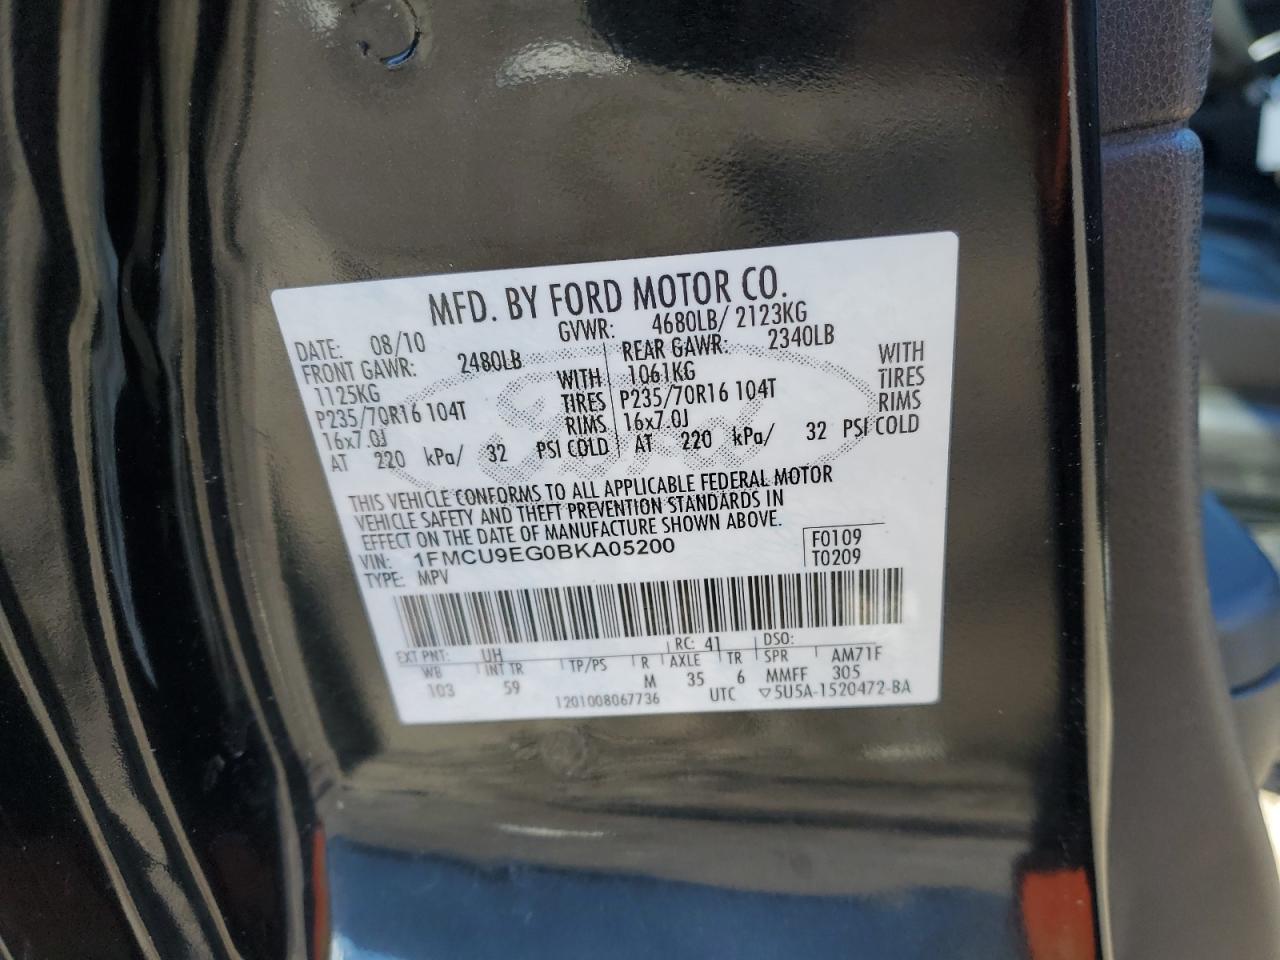 MFD. BY FORD MOTOR CO.
DATE: 08/10 GVWR: 4680LB/ 2123KG
FRONT GAWR: 2480LB REAR GAWR: 2340LB
1125KG WITH 1061KG WITH
P235/70R16 104T TIRES P235/70R16 104T TIRES
16x7.0J RIMS 16x7.0J RIMS
AT 220 kPa/ 32 PSI COLD AT 220 kPa/ 32 PSI COLD
THIS VEHICLE CONFORMS TO ALL APPLICABLE FEDERAL MOTOR
VEHICLE SAFETY AND THEFT PREVENTION STANDARDS IN
EFFECT ON THE DATE OF MANUFACTURE SHOWN ABOVE.
VIN: 1FMCU9EG0BKA05200 F0109
TYPE: MPV T0209
EXT PNT: UH RC: 41 DSO:
WB INT TR TP/PS R AXLE TR SPR AM71F
103 59 M 35 6 MMFF 305
1201008067736 UTC ▽5U5A-1520472-BA